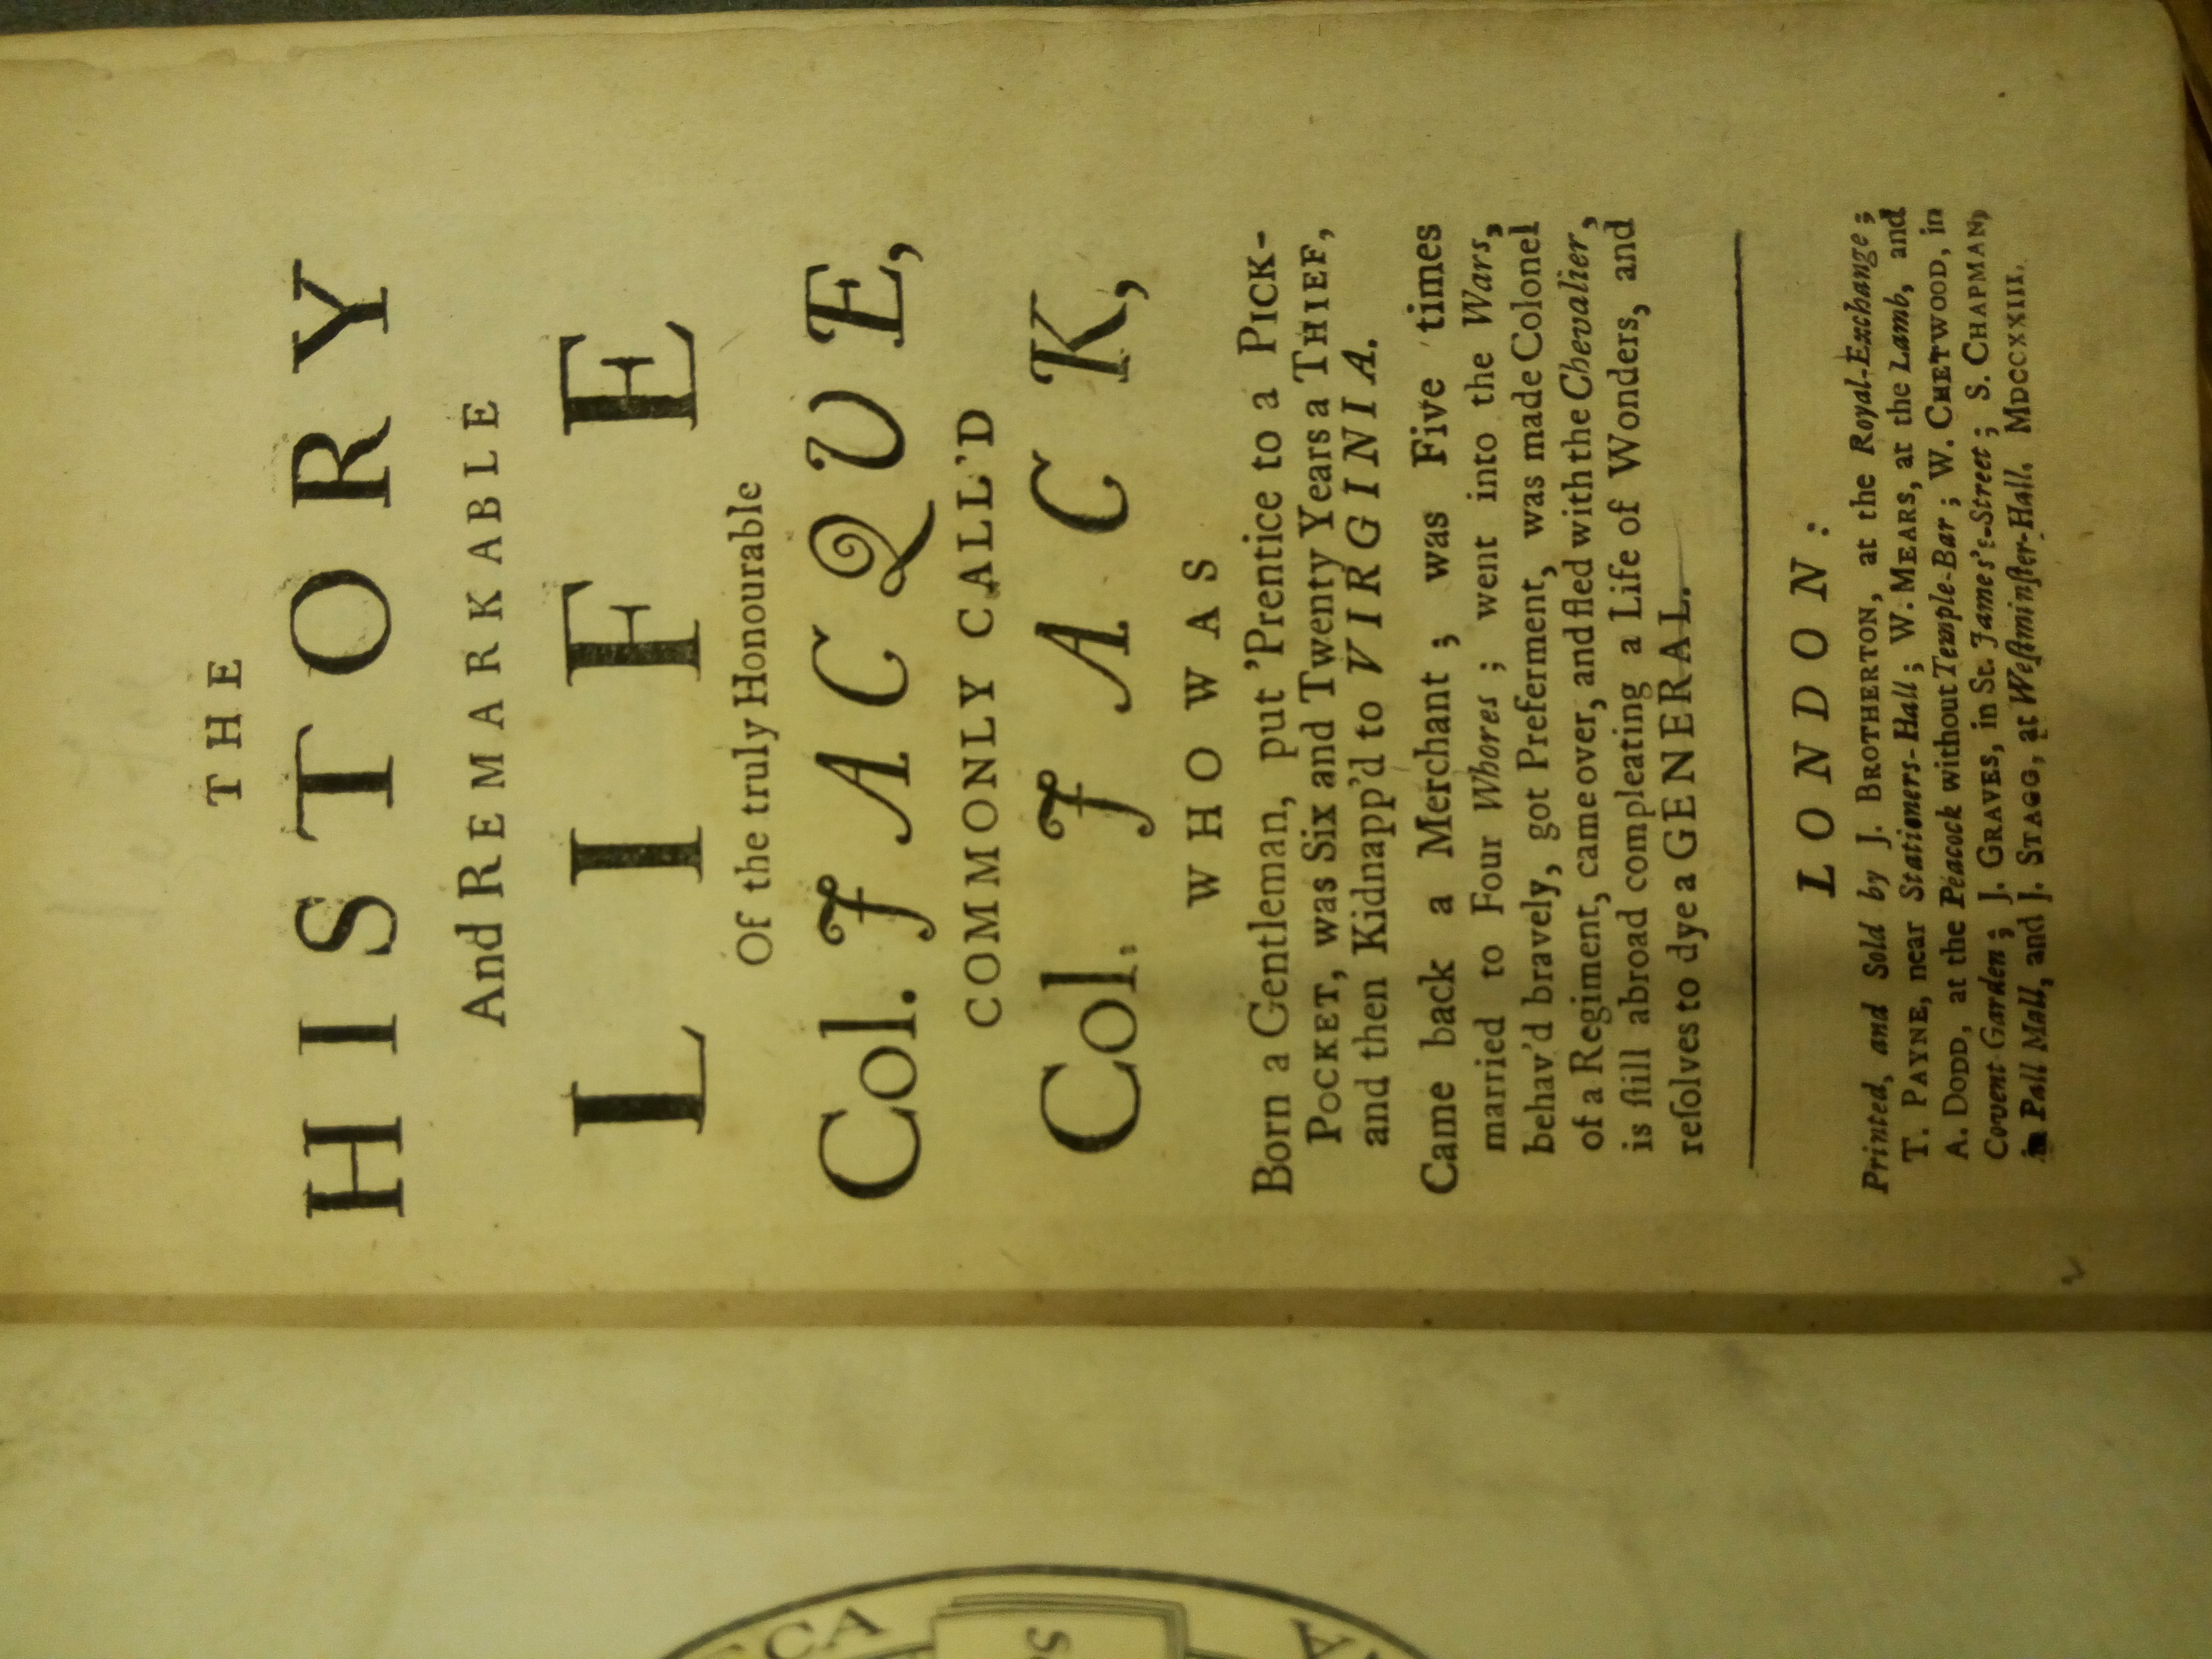 THE
HISTORY
And REMARKABLE
LIFE
Of the truly Honourable
Col. JACQUE,
COMMONLY CALL'D
Col. JACK,
WHO WAS
Born a Gentleman, put 'Prentice to a PICK-
POCKET, was Six and Twenty Years a THIEF,
and then Kidnapp'd to VIRGINIA.
Came back a Merchant; was Five times
married to Four Whores; went into the Wars,
behav'd bravely, got Preferment, was made Colonel
of a Regiment, came over, and fled with the Chevalier,
is ſtill abroad compleating a Life of Wonders, and
reſolves to dye a GENERAL.
LONDON:
Printed, and Sold by J. BROTHERTON, at the Royal-Exchange;
T. PAYNE, near Stationers-Hall; W. MEARS, at the Lamb, and
A. DODD, at the Peacock without Temple-Bar; W. CHETWOOD, in
Covent-Garden; J. GRAVES, in St. James's-Street; S. CHAPMAN,
in Pall Mall, and J. STAGG, at Weſtminſter-Hall. MDCCXXIII.
CA